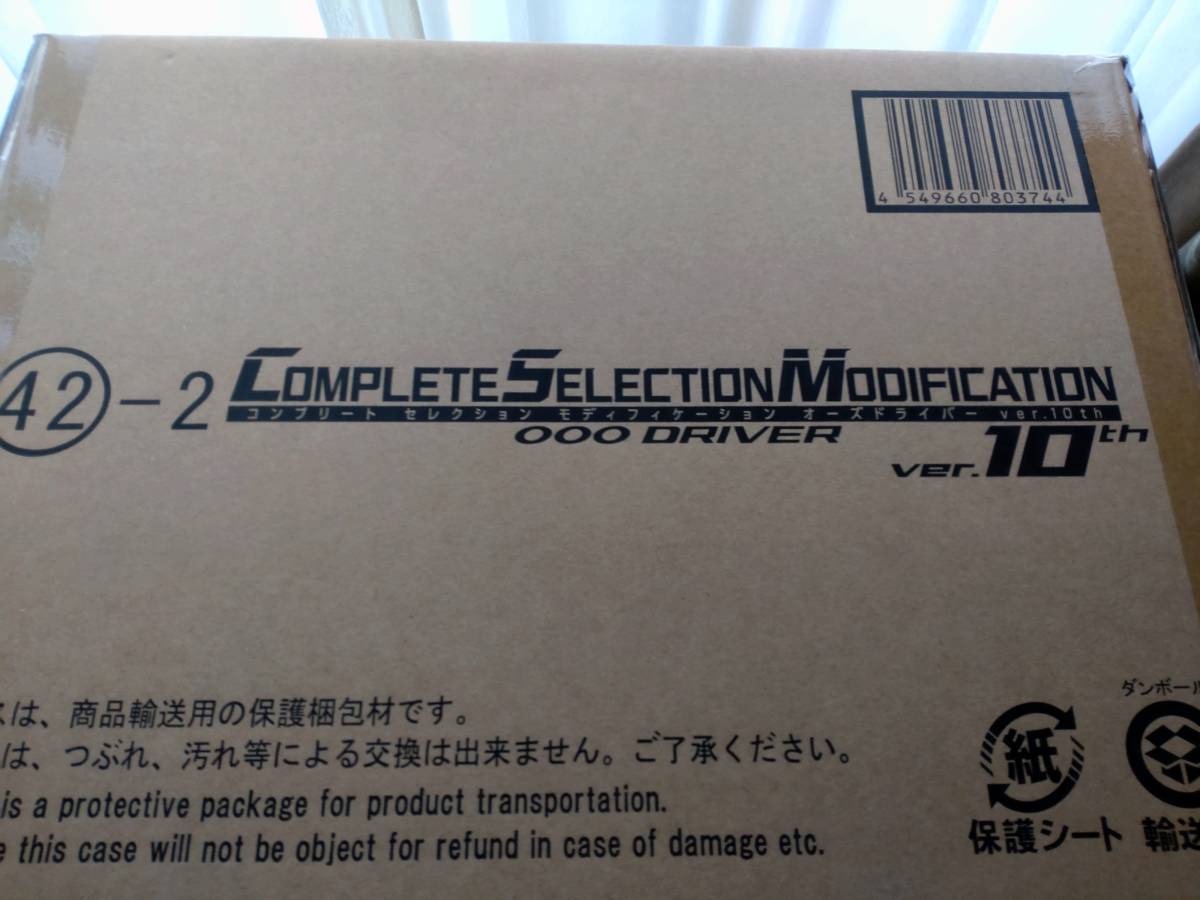 4 549660 803744
㊷-2 COMPLETE SELECTION MODIFICATION
コンプリート セレクション モディフィケーション オーズドライバー ver.10th
OOO DRIVER
ver.10th
は、商品輸送用の保護梱包材です。
は、つぶれ、汚れ等による交換は出来ません。ご了承ください。
is a protective package for product transportation.
this case will not be object for refund in case of damage etc.
ダンボール
紙
保護シート
輸送